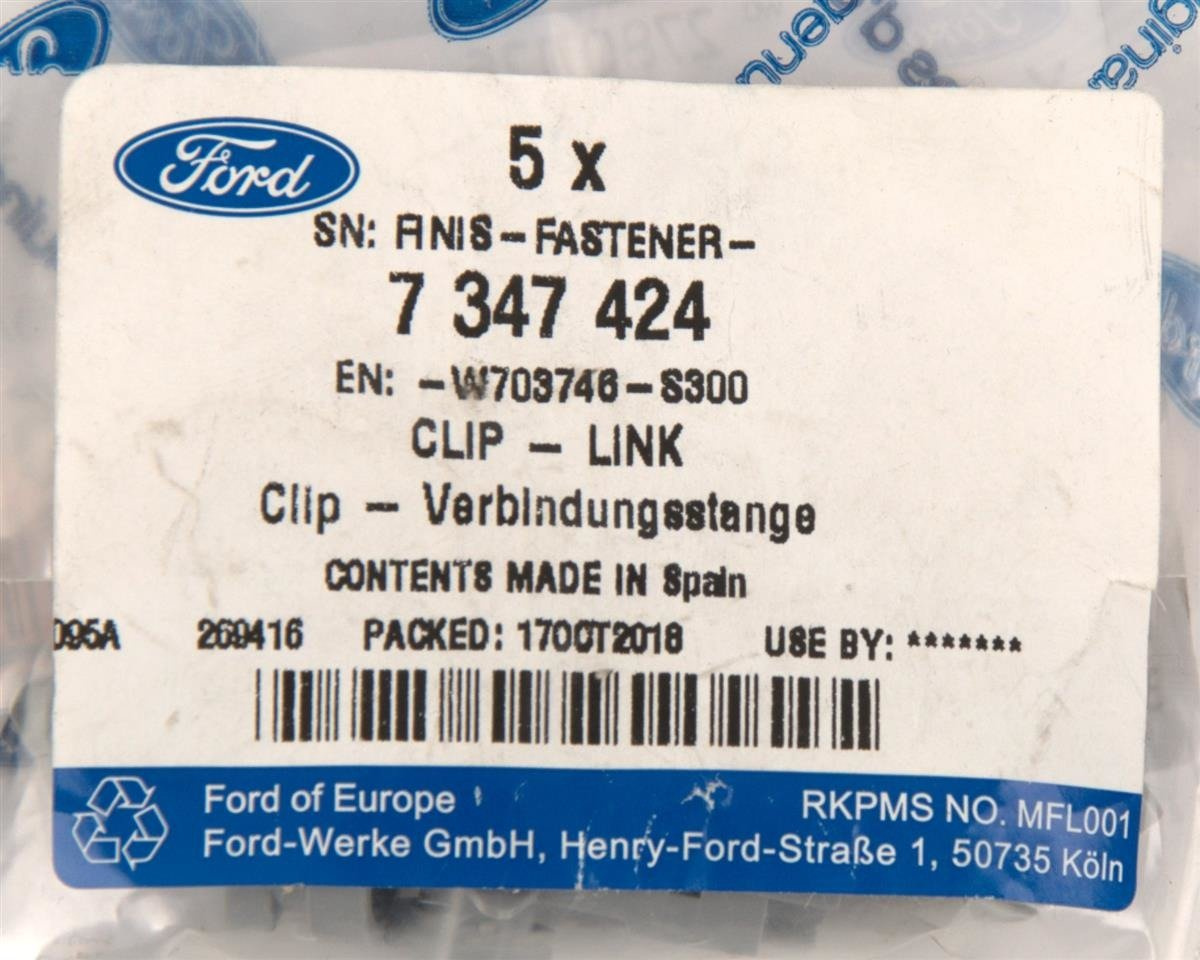 Ford
5 x
SN: FINIS-FASTENER-
7 347 424
EN: -W703746-S300
CLIP - LINK
Clip - Verbindungsstange
CONTENTS MADE IN Spain
095A 269416 PACKED: 17OCT2018 USE BY: *******
Ford of Europe RKPMS NO. MFL001
Ford-Werke GmbH, Henry-Ford-Straße 1, 50735 Köln